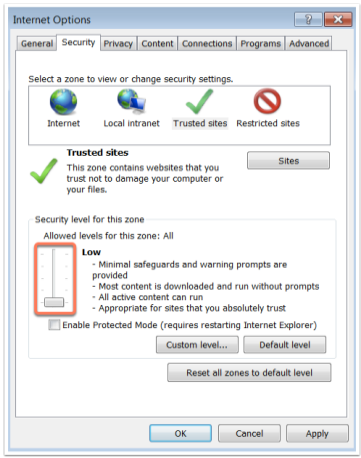 Internet Options
General Security Privacy Content Connections Programs Advanced
Select a zone to view or change security settings.
Internet Local intranet Trusted sites Restricted sites
Trusted sites
This zone contains websites that you
trust not to damage your computer or
your files.
Sites
Security level for this zone
Allowed levels for this zone: All
Low
- Minimal safeguards and warning prompts are
provided
- Most content is downloaded and run without prompts
- All active content can run
- Appropriate for sites that you absolutely trust
Enable Protected Mode (requires restarting Internet Explorer)
Custom level... Default level
Reset all zones to default level
OK Cancel Apply